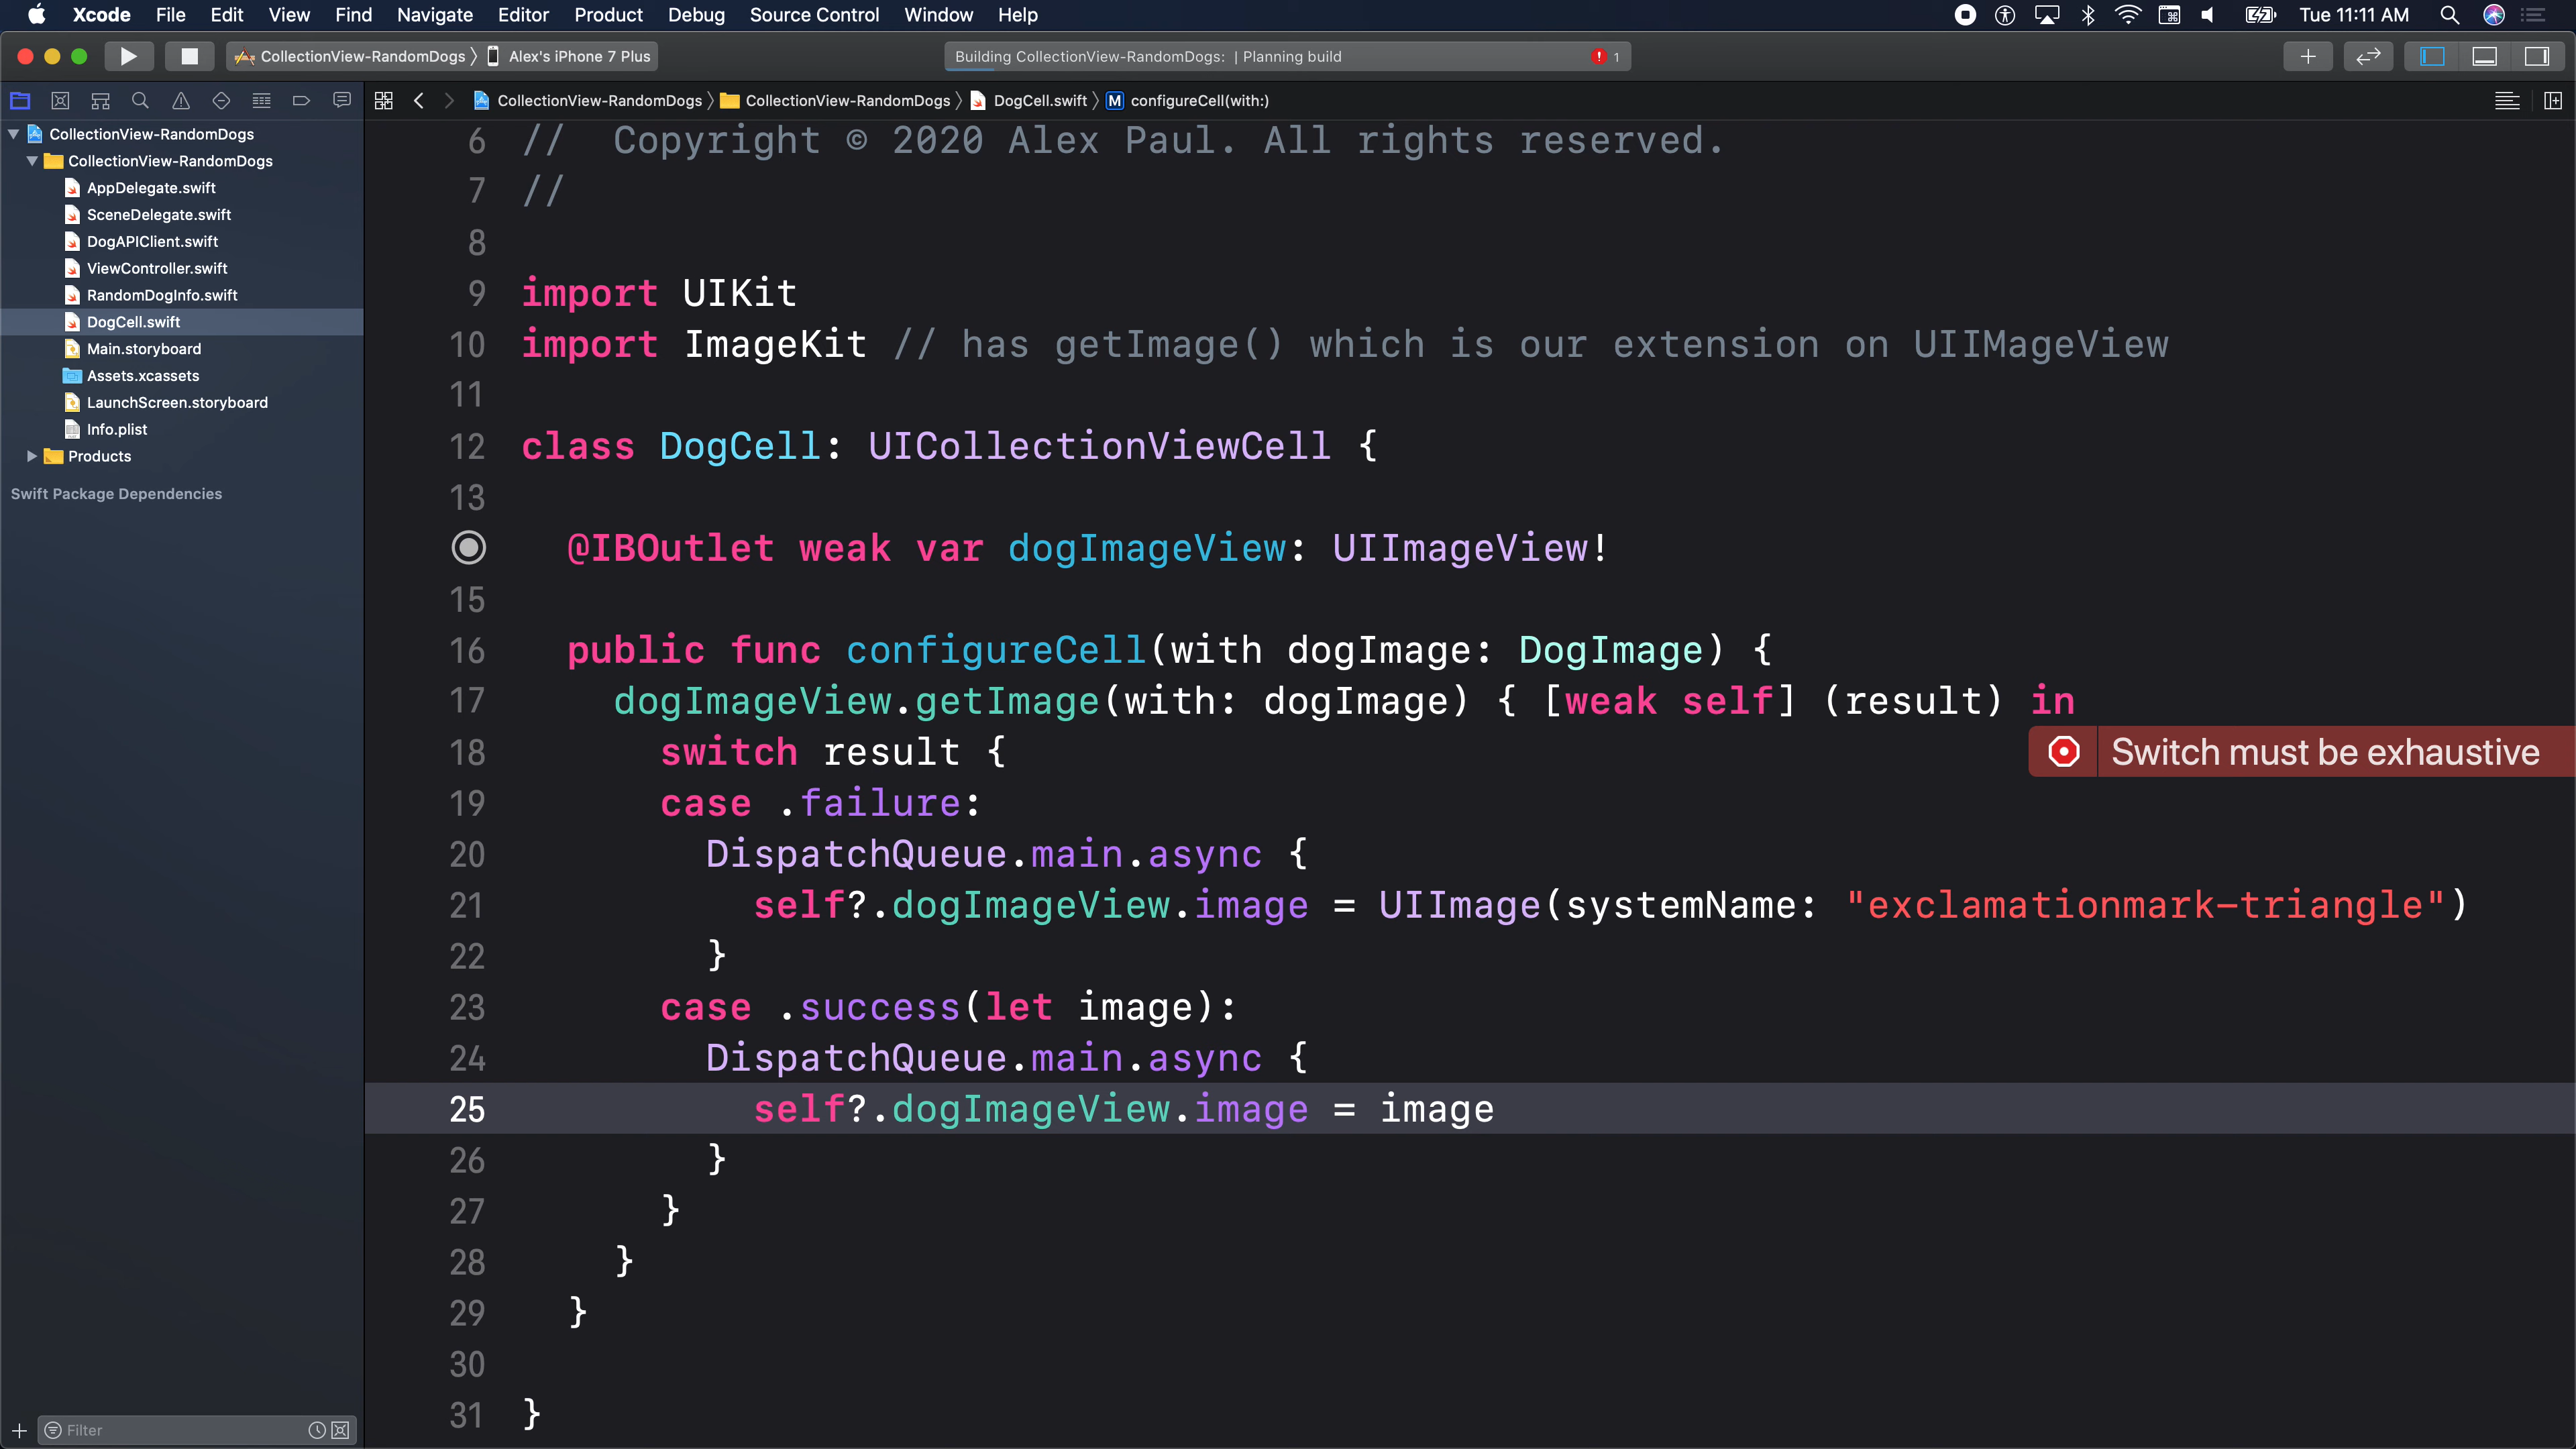 Xcode File Edit View Find Navigate Editor Product Debug Source Control Window Help Tue 11:11 AM
CollectionView-RandomDogs 〉 Alex's iPhone 7 Plus Building CollectionView-RandomDogs: | Planning build 1
CollectionView-RandomDogs 〉 CollectionView-RandomDogs 〉 DogCell.swift 〉 M configureCell(with:)
CollectionView-RandomDogs
CollectionView-RandomDogs
AppDelegate.swift
SceneDelegate.swift
DogAPIClient.swift
ViewController.swift
RandomDogInfo.swift
DogCell.swift
Main.storyboard
Assets.xcassets
LaunchScreen.storyboard
Info.plist
Products
Swift Package Dependencies
Filter
6 //  Copyright © 2020 Alex Paul. All rights reserved.
7 //
8
9 import UIKit
10 import ImageKit // has getImage() which is our extension on UIIMageView
11
12 class DogCell: UICollectionViewCell {
13
@IBOutlet weak var dogImageView: UIImageView!
15
16 public func configureCell(with dogImage: DogImage) {
17 dogImageView.getImage(with: dogImage) { [weak self] (result) in
18 switch result { Switch must be exhaustive
19 case .failure:
20 DispatchQueue.main.async {
21 self?.dogImageView.image = UIImage(systemName: "exclamationmark-triangle")
22 }
23 case .success(let image):
24 DispatchQueue.main.async {
25 self?.dogImageView.image = image
26 }
27 }
28 }
29 }
30
31 }